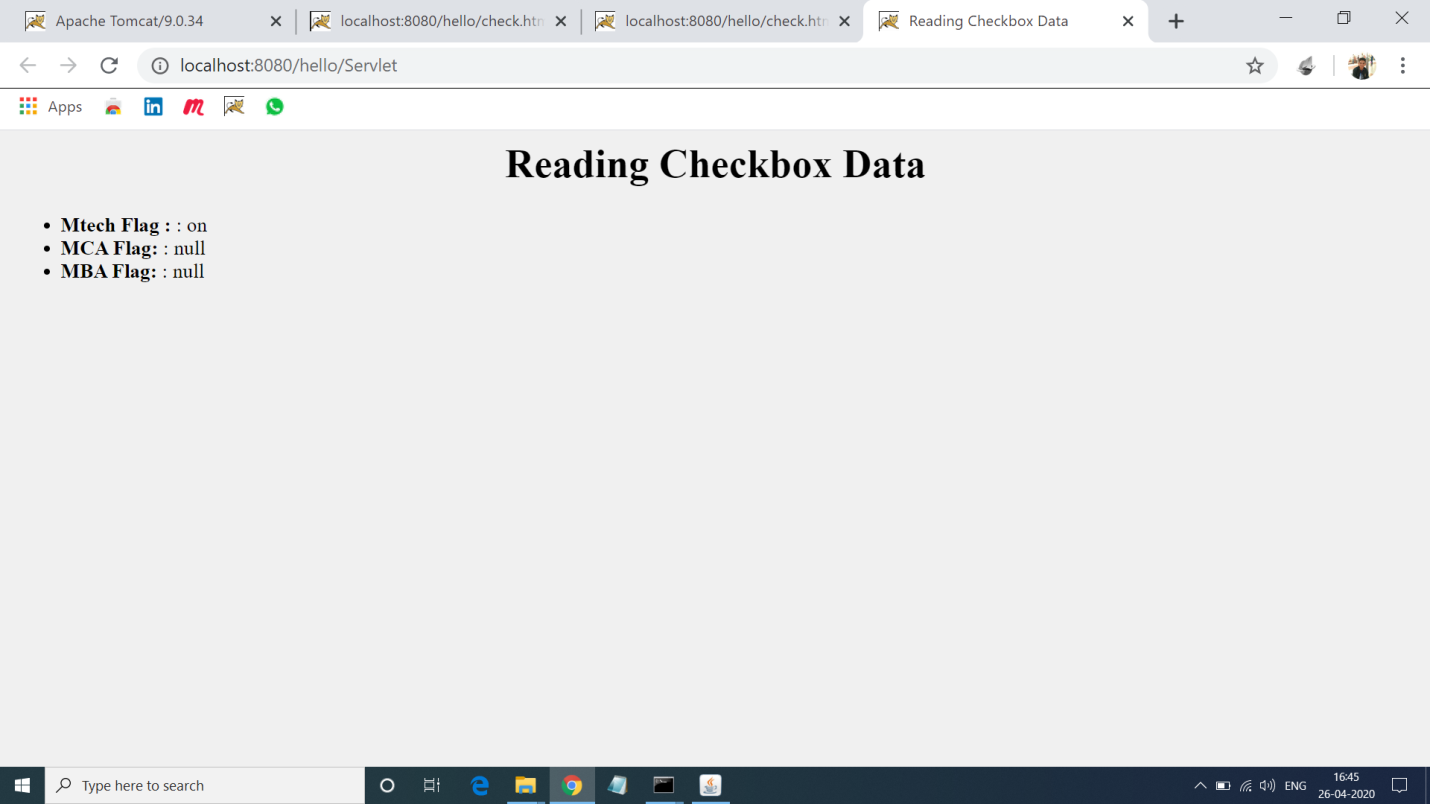 Apache Tomcat/9.0.34
localhost:8080/hello/check.htm
localhost:8080/hello/check.htm
Reading Checkbox Data
localhost:8080/hello/Servlet
Apps
in
m
Reading Checkbox Data
• Mtech Flag : : on
• MCA Flag: : null
• MBA Flag: : null
Type here to search
ENG
16:45
26-04-2020